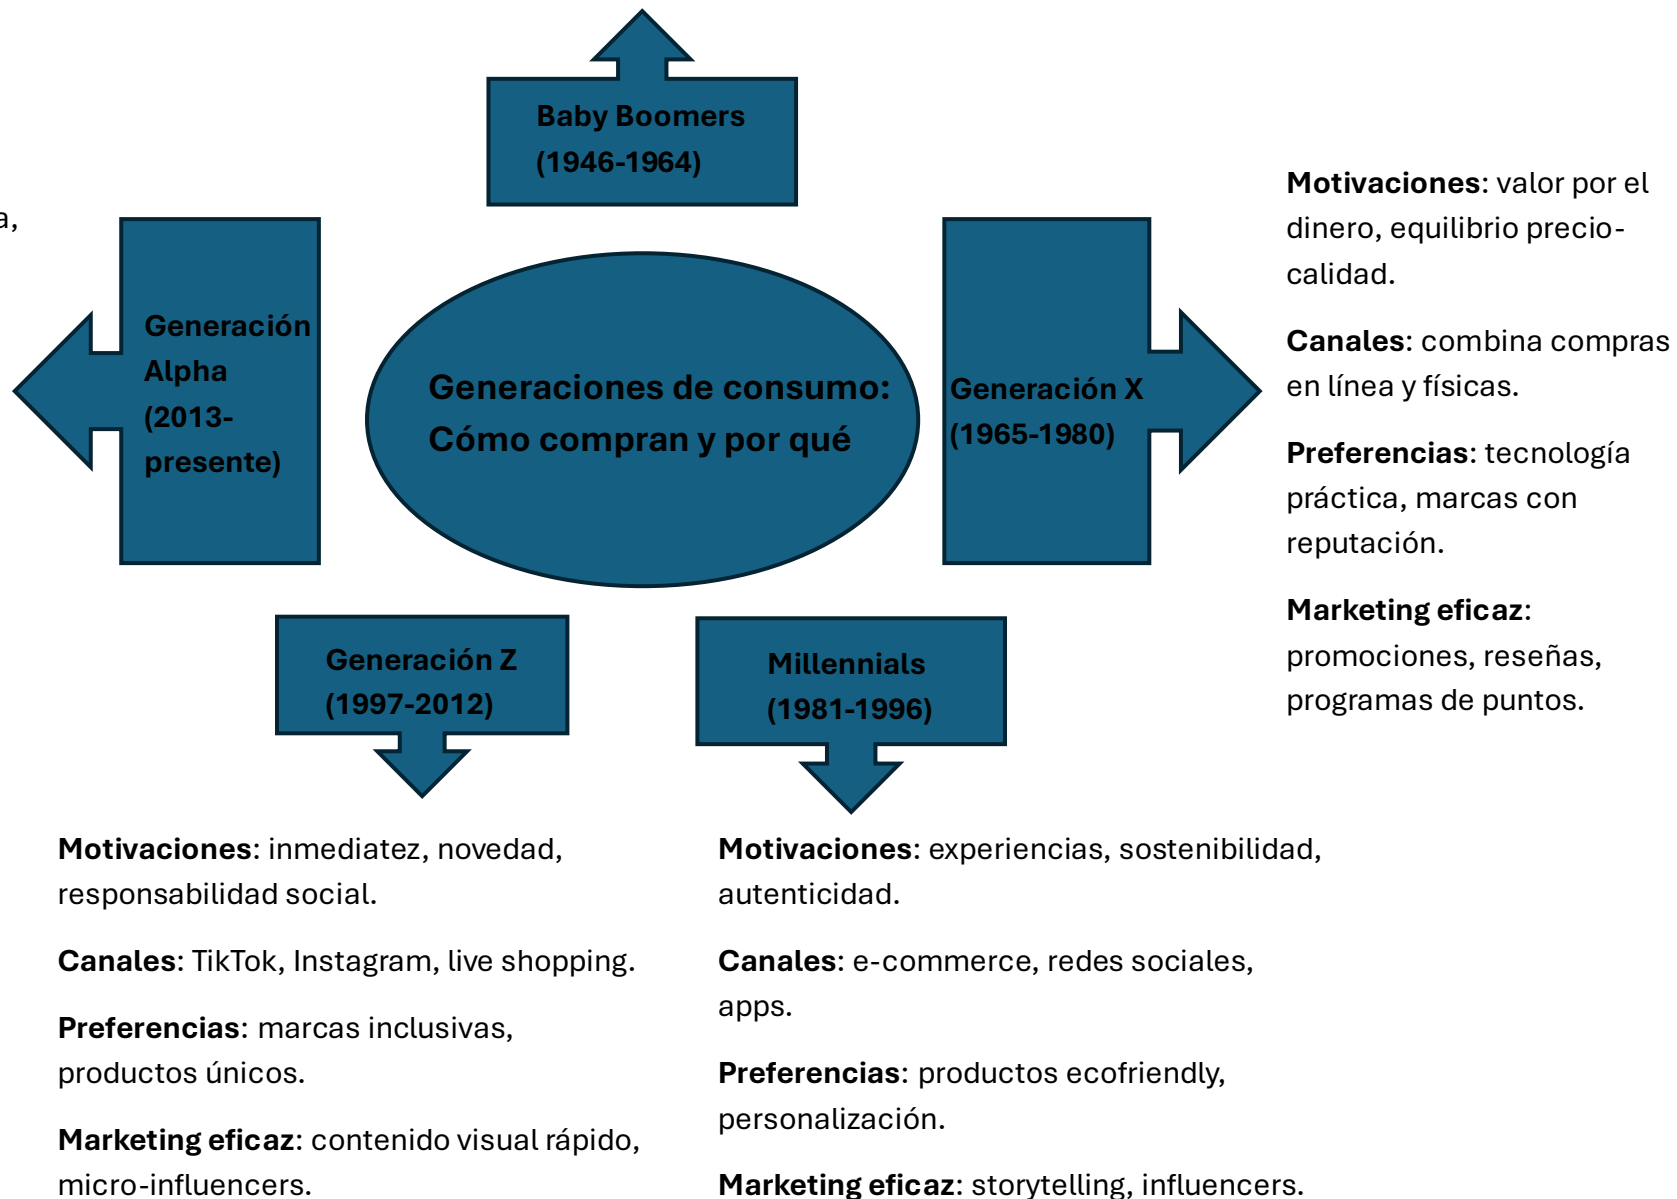 Baby Boomers
(1946-1964)
Generación
Alpha
(2013-
presente)
Generaciones de consumo:
Cómo compran y por qué
Generación X
(1965-1980)
Motivaciones: valor por el
dinero, equilibrio precio-
calidad.
Canales: combina compras
en línea y físicas.
Preferencias: tecnología
práctica, marcas con
reputación.
Marketing eficaz:
promociones, reseñas,
programas de puntos.
Generación Z
(1997-2012)
Motivaciones: inmediatez, novedad,
responsabilidad social.
Canales: TikTok, Instagram, live shopping.
Preferencias: marcas inclusivas,
productos únicos.
Marketing eficaz: contenido visual rápido,
micro-influencers.
Millennials
(1981-1996)
Motivaciones: experiencias, sostenibilidad,
autenticidad.
Canales: e-commerce, redes sociales,
apps.
Preferencias: productos ecofriendly,
personalización.
Marketing eficaz: storytelling, influencers.